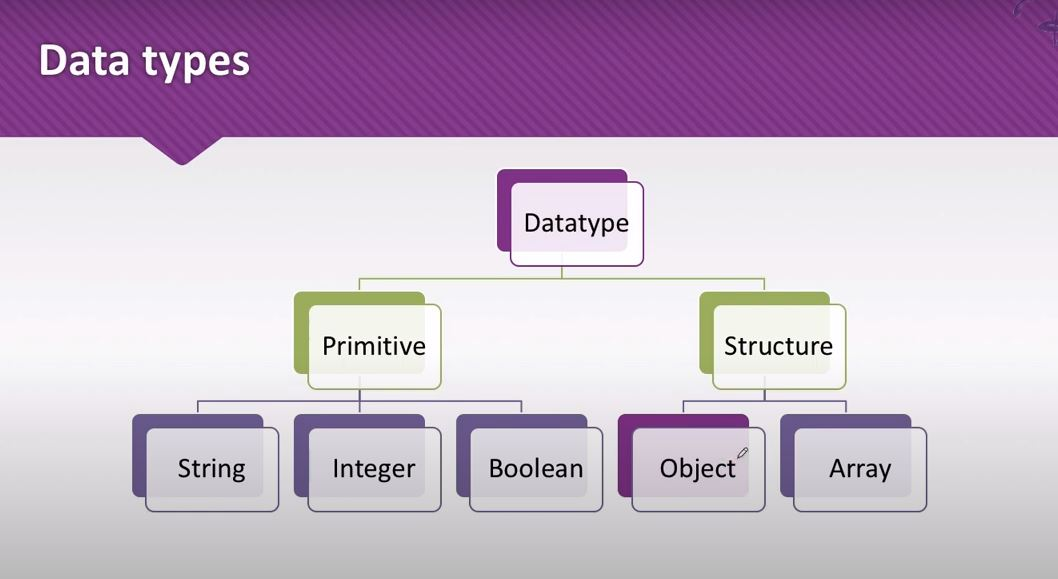 Data types
Datatype
Primitive
Structure
String
Integer
Boolean
Object
Array